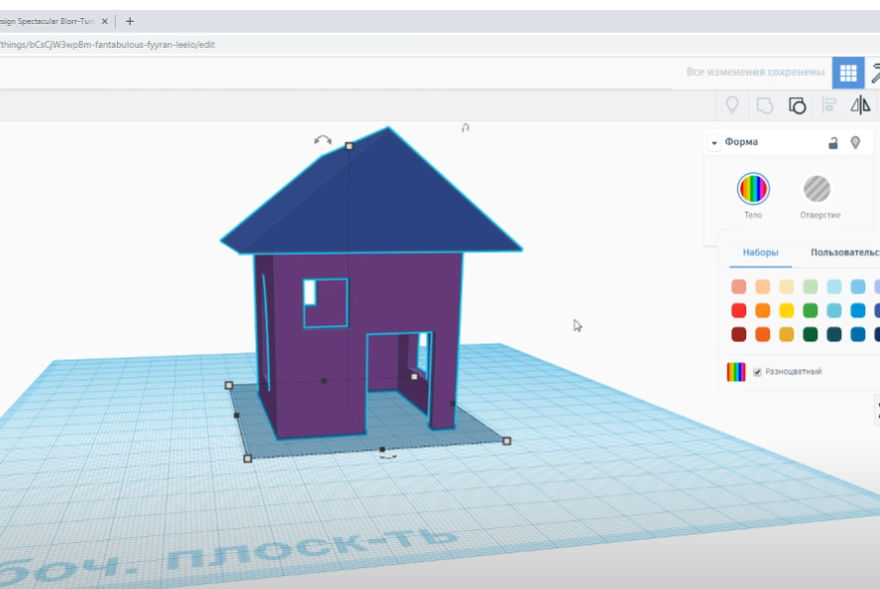 esign Spectacular Blorr-Turi
/things/bCsCjW3wpBm-fantabulous-fyyran-leelo/edit
Все изменения сохранены
Форма
Тело
Отверстие
Наборы
Пользовательс
Разноцветный
боч. плоск-ть